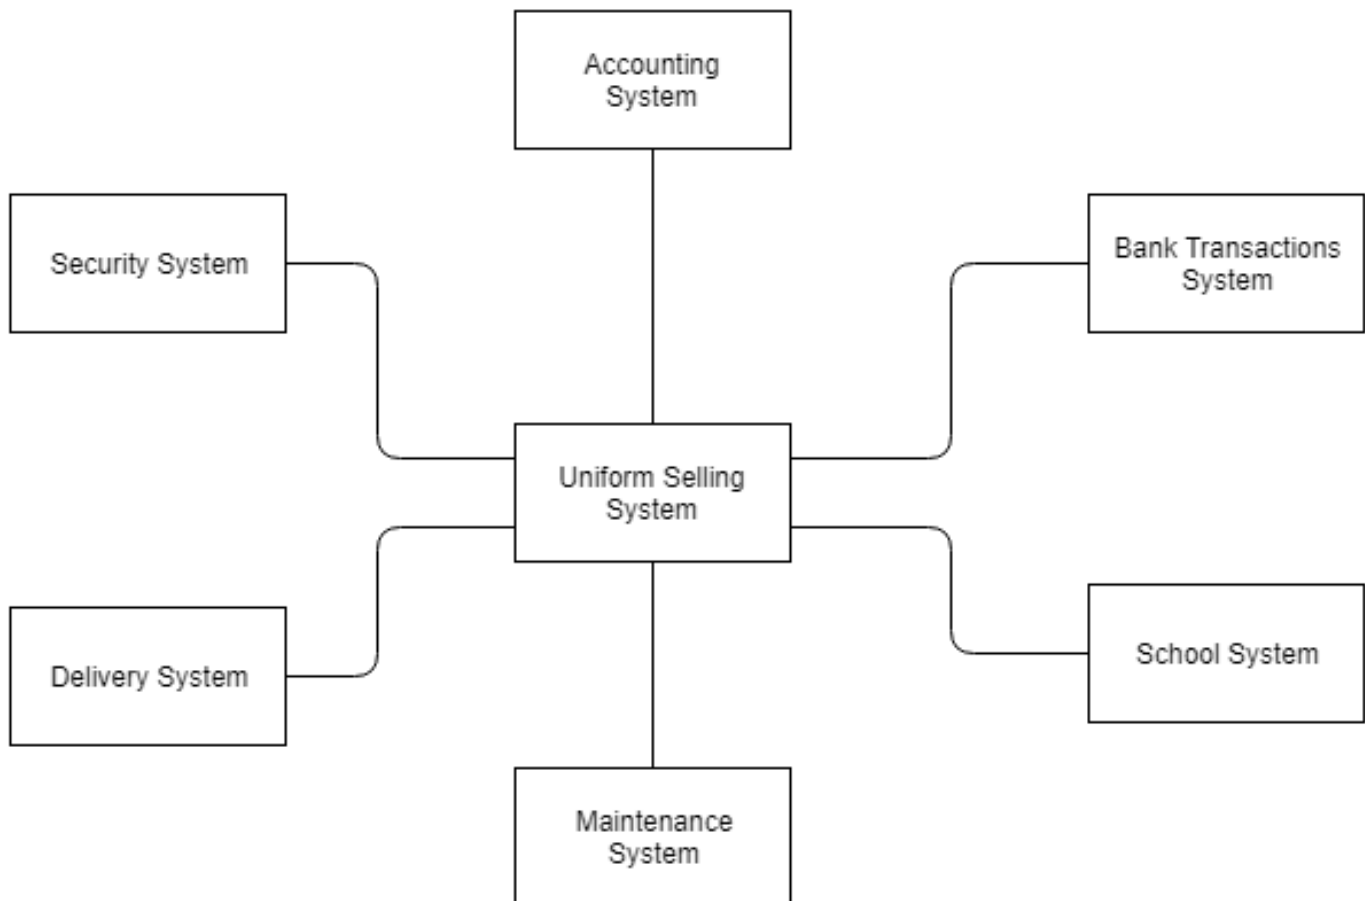 Accounting
System
Security System
Bank Transactions
System
Uniform Selling
System
Delivery System
School System
Maintenance
System